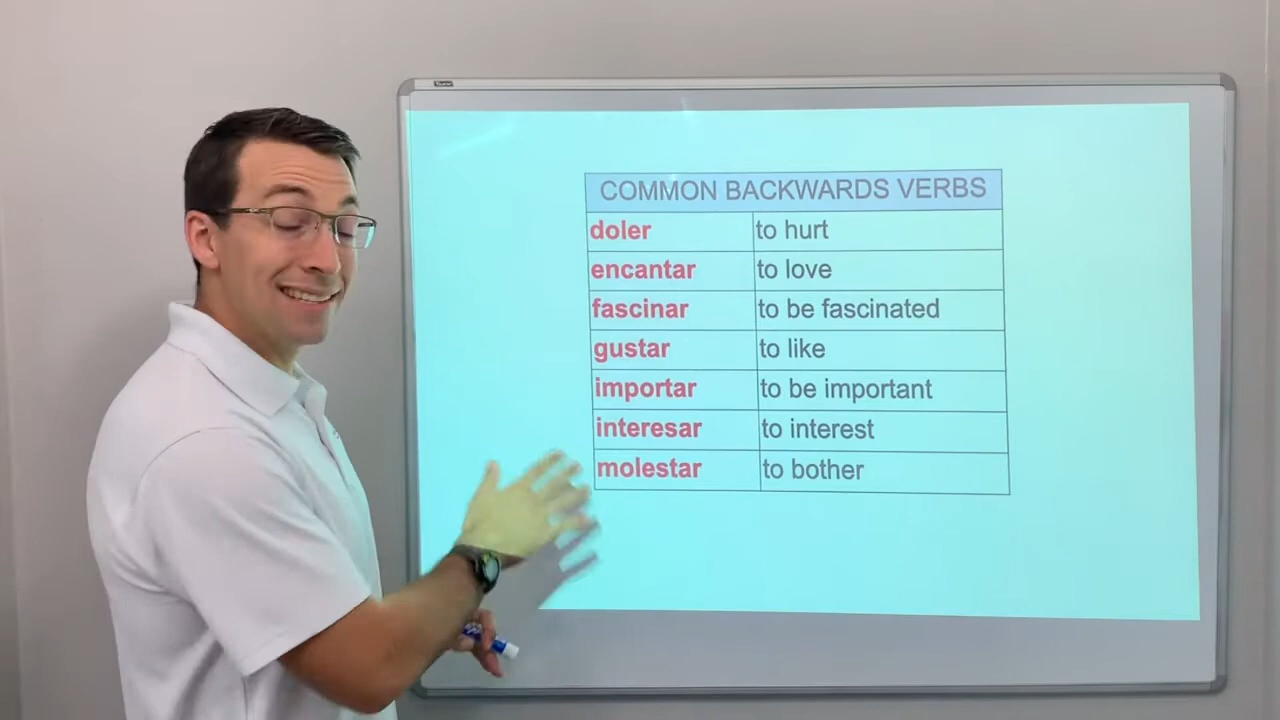 COMMON BACKWARDS VERBS
doler to hurt
encantar to love
fascinar to be fascinated
gustar to like
importar to be important
interesar to interest
molestar to bother